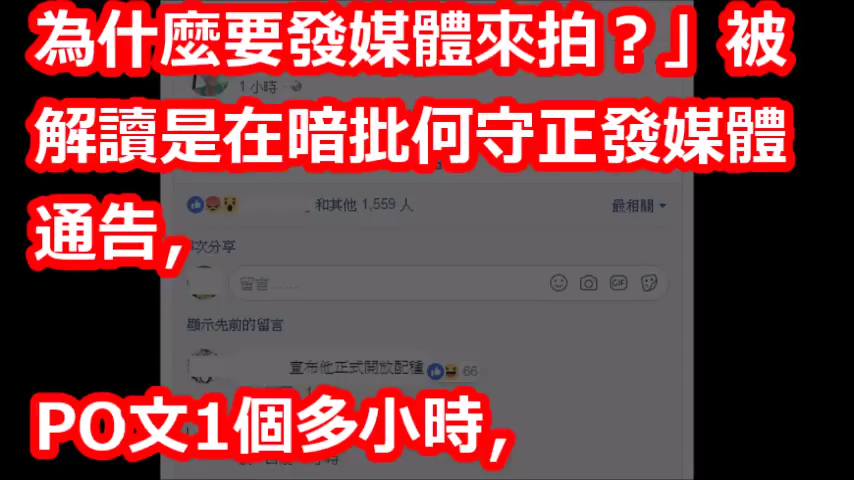 為什麼要發媒體來拍？」被
1 小時
解讀是在暗批何守正發媒體
和其他 1,559 人
最相關
通告,
次分享
留言......
GIF
顯示先前的留言
宣布他正式開放配種
66
PO文1個多小時,